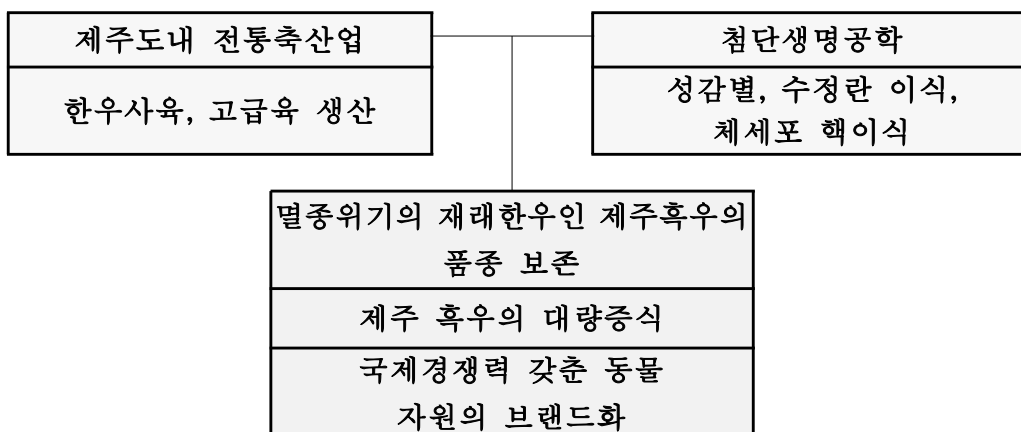 제주도내 전통축산업
한우사육, 고급육 생산
첨단생명공학
성감별, 수정란 이식,
체세포 핵이식
멸종위기의 재래한우인 제주흑우의
품종 보존
제주 흑우의 대량증식
국제경쟁력 갖춘 동물
자원의 브랜드화